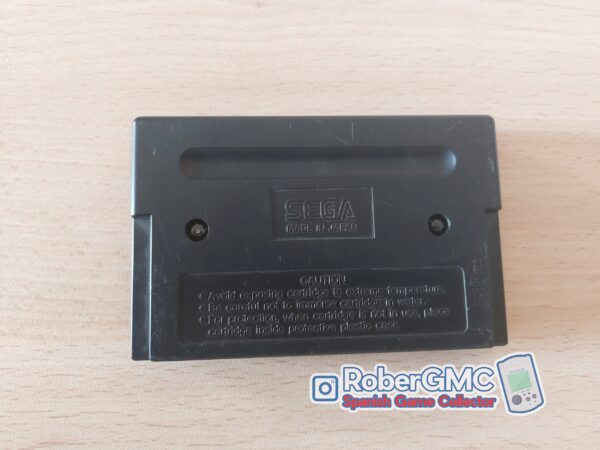 SEGA
MADE IN JAPAN
CAUTION
Avoid exposing cartridge to extreme temperature.
Be careful not to immerse cartridge in water.
For protection, when cartridge is not in use, place
cartridge inside protective plastic case.
RoberGMC
Spanish Game Collector